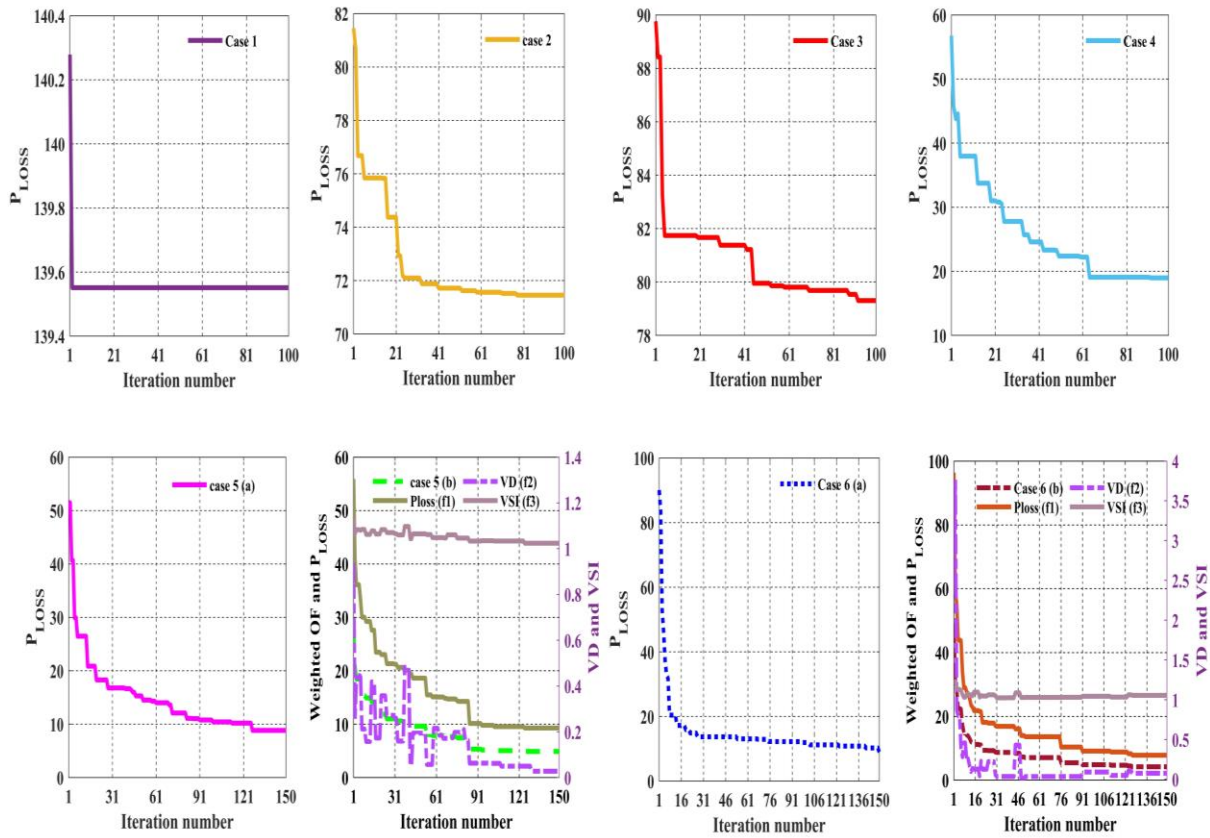 140.4
140.2
140
139.8
139.6
139.4
P_LOSS
Case 1
1 21 41 61 81 100
Iteration number
82
80
78
76
74
72
70
P_LOSS
case 2
1 21 41 61 81 100
Iteration number
90
88
86
84
82
80
78
P_LOSS
Case 3
1 21 41 61 81 100
Iteration number
60
50
40
30
20
10
P_LOSS
Case 4
1 21 41 61 81 100
Iteration number
60
50
40
30
20
10
0
P_LOSS
case 5 (a)
1 31 61 91 121 150
Iteration number
60
50
40
30
20
10
0
Weighted OF and P_LOSS
case 5 (b) VD (f2)
Ploss (f1) VSI (f3)
1.4
1.2
1
0.8
0.6
0.4
0.2
0
VD and VSI
1 31 61 91 121 150
Iteration number
100
80
60
40
20
0
P_LOSS
Case 6 (a)
1 16 31 46 61 76 91 106 121 136 150
Iteration number
100
80
60
40
20
0
Weighted OF and P_LOSS
Case 6 (b) VD (f2)
Ploss (f1) VSI (f3)
4
3.5
3
2.5
2
1.5
1
0.5
0
VD and VSI
1 16 31 46 61 76 91 106 121 136 150
Iteration number